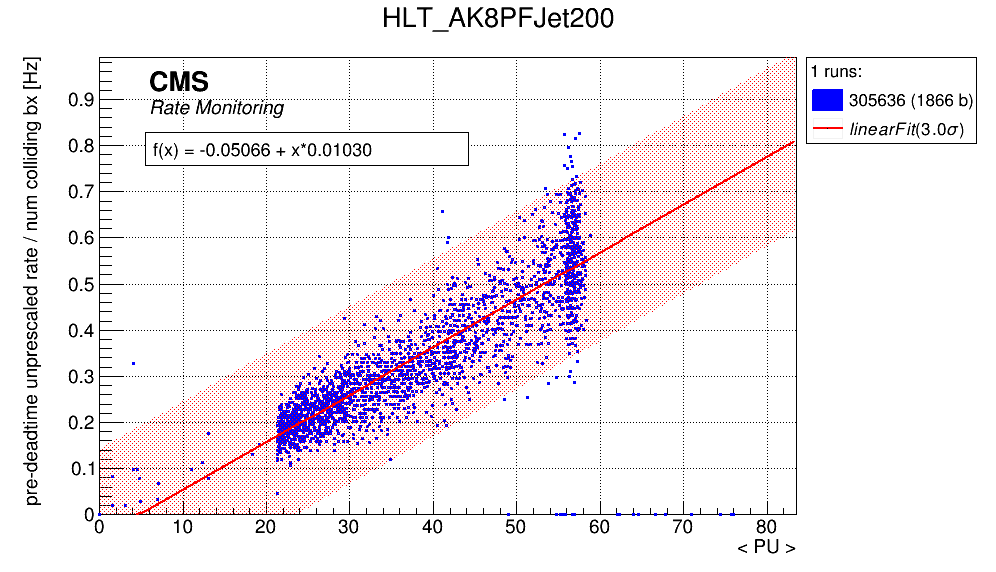 HLT_AK8PFJet200
pre-deadtime unprescaled rate / num colliding bx [Hz]
CMS
Rate Monitoring
f(x) = -0.05066 + x*0.01030
1 runs:
305636 (1866 b)
linearFit(3.0σ)
0.9
0.8
0.7
0.6
0.5
0.4
0.3
0.2
0.1
0
0 10 20 30 40 50 60 70 80
< PU >